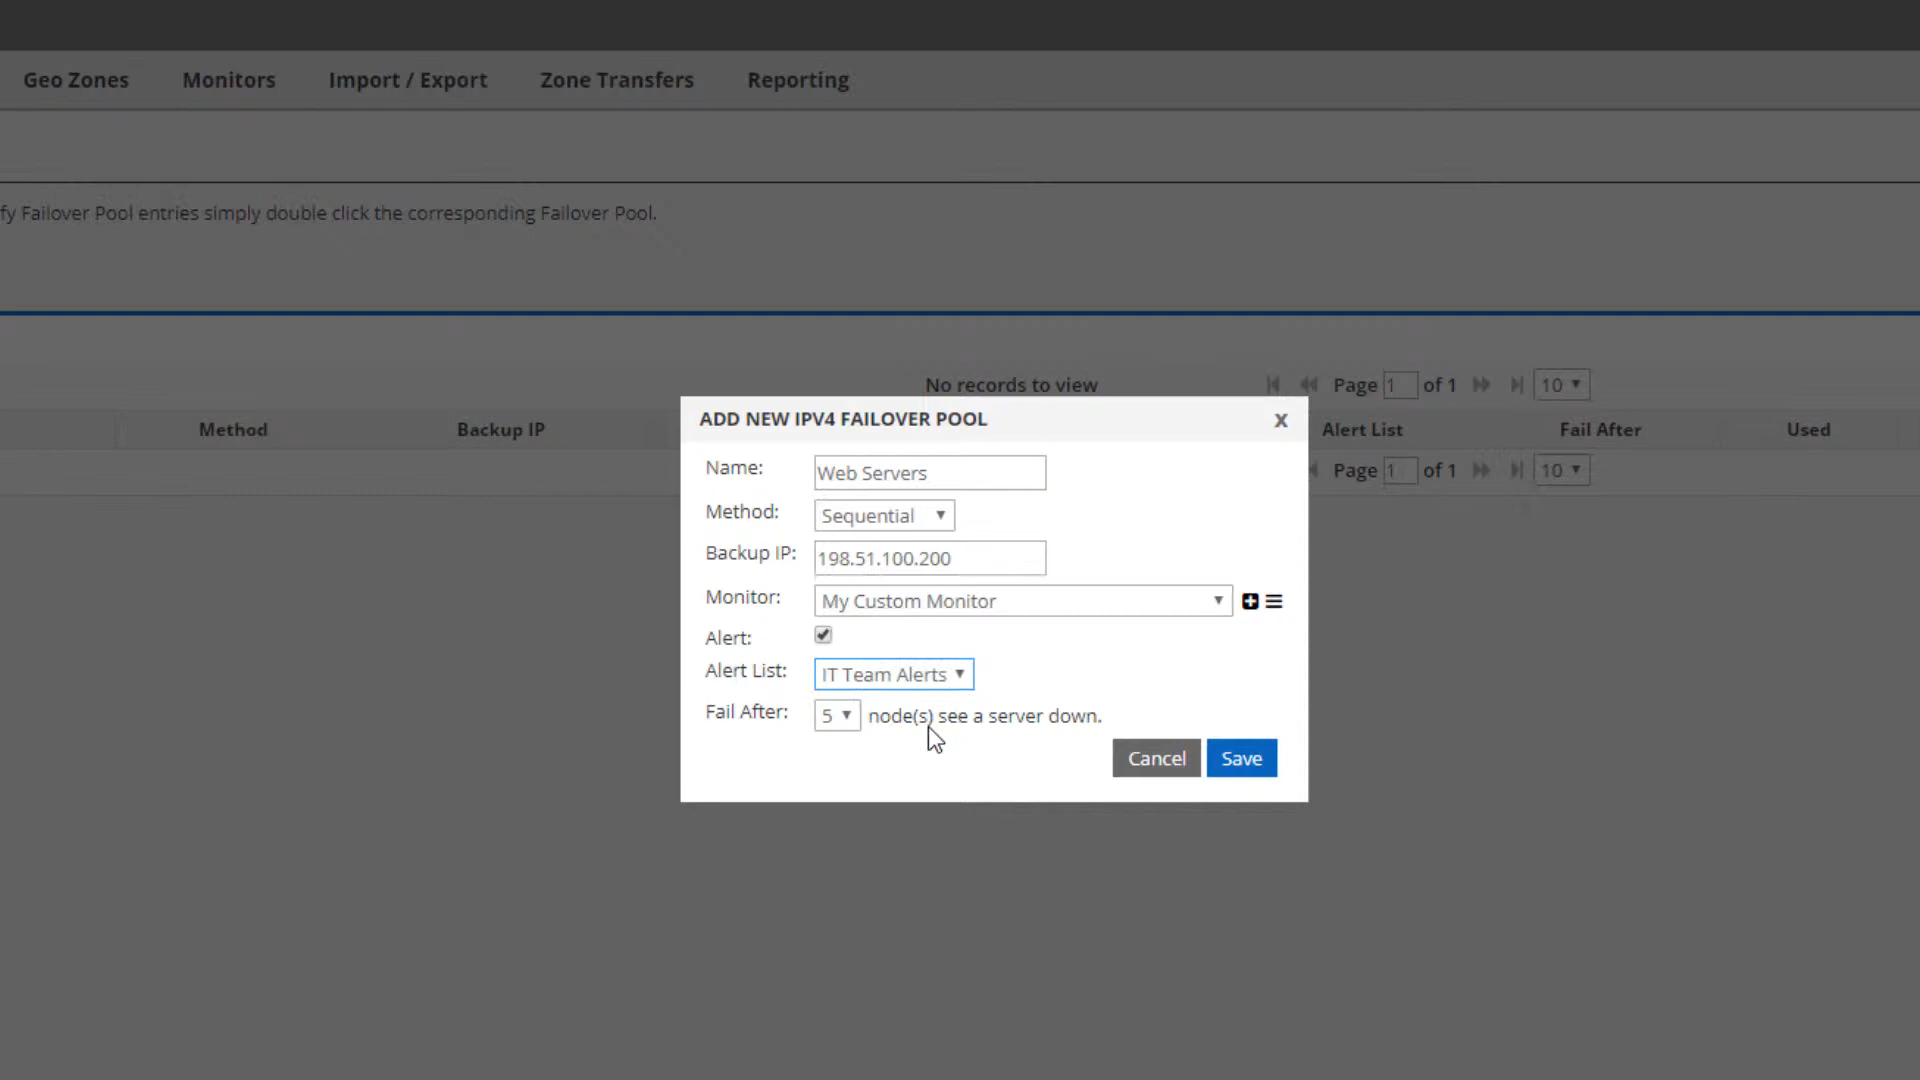 Geo Zones Monitors Import / Export Zone Transfers Reporting
fy Failover Pool entries simply double click the corresponding Failover Pool.
No records to view Page 1 of 1 10
Method Backup IP Alert List Fail After Used
Page 1 of 1 10
ADD NEW IPV4 FAILOVER POOL X
Name: Web Servers
Method: Sequential
Backup IP: 198.51.100.200
Monitor: My Custom Monitor
Alert:
Alert List: IT Team Alerts
Fail After: 5 node(s) see a server down.
Cancel Save